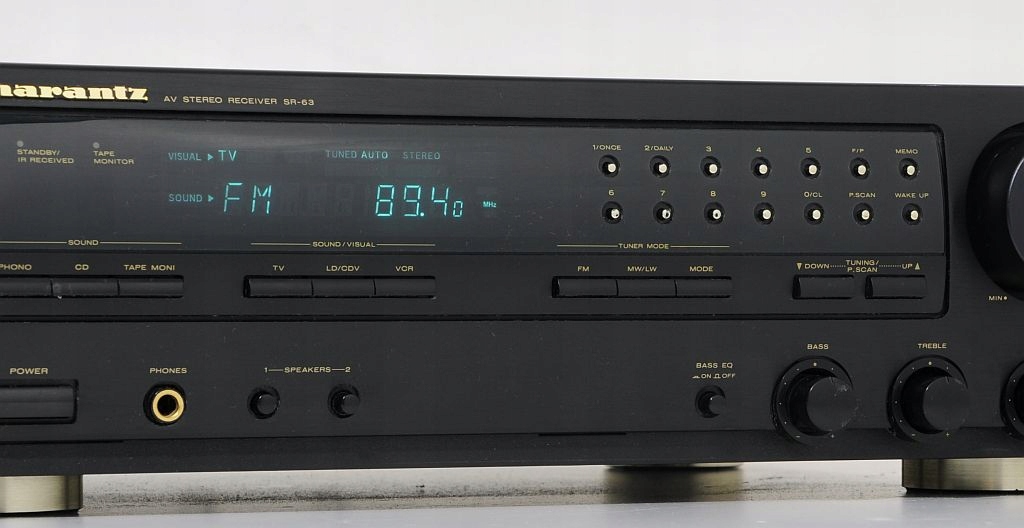 marantz AV STEREO RECEIVER SR-63
STANDBY/
IR RECEIVED
TAPE
MONITOR
VISUAL ▶ TV TUNED AUTO STEREO
SOUND ▶ FM 89.40 MHz
1/ONCE 2/DAILY 3 4 5 F/P MEMO
6 7 8 9 0/CL P.SCAN WAKE UP
SOUND SOUND/VISUAL TUNER MODE
PHONO CD TAPE MONI TV LD/CDV VCR FM MW/LW MODE ▼ DOWN TUNING/
P.SCAN UP ▲
MIN
POWER PHONES 1 SPEAKERS 2
BASS EQ
ON OFF
BASS TREBLE
- + - +